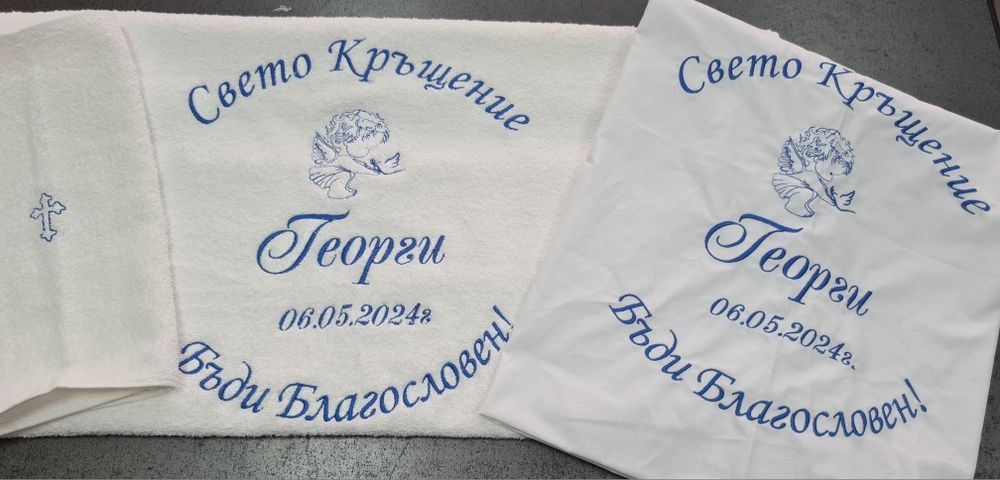 Свето Кръщение
Георги
06.05.2024г
Бъди Благословен!
Свето Кръщение
Георги
06.05.2024г.
Бъди Благословен!